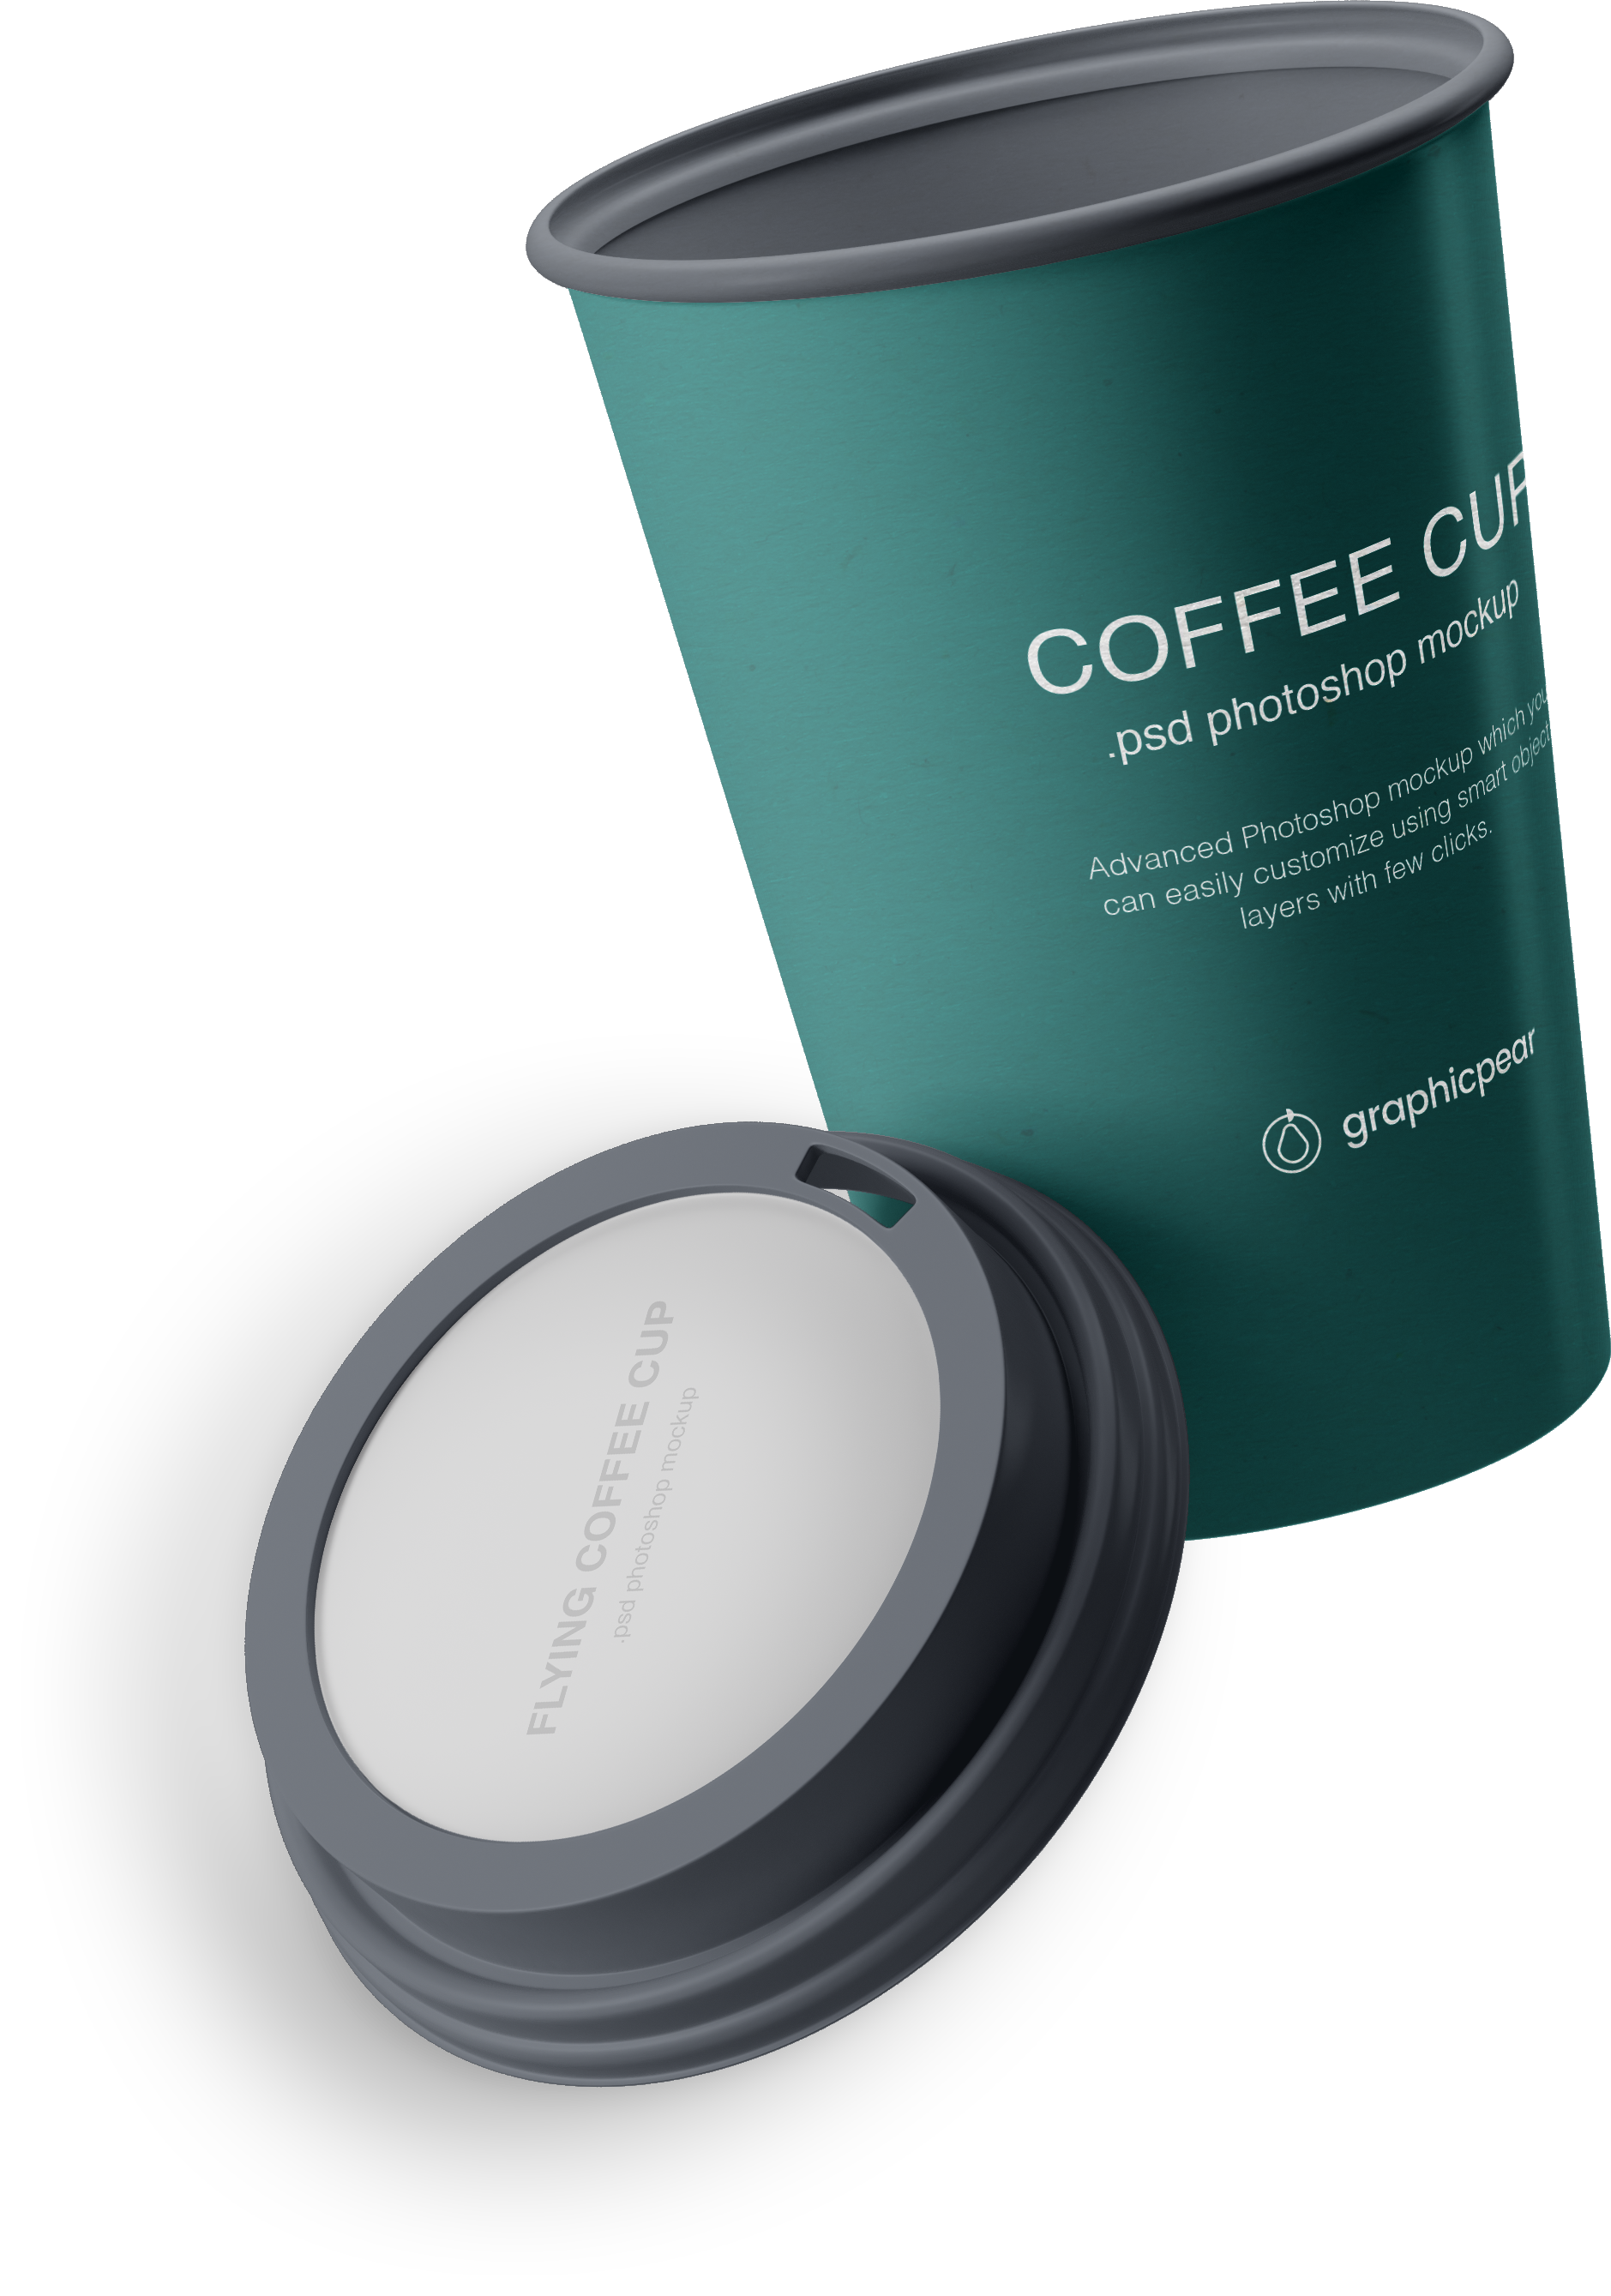 COFFEE CUP
.psd photoshop mockup
Advanced Photoshop mockup which you
can easily customize using smart object
layers with few clicks.
graphicpear
FLYING COFFEE CUP
.psd photoshop mockup